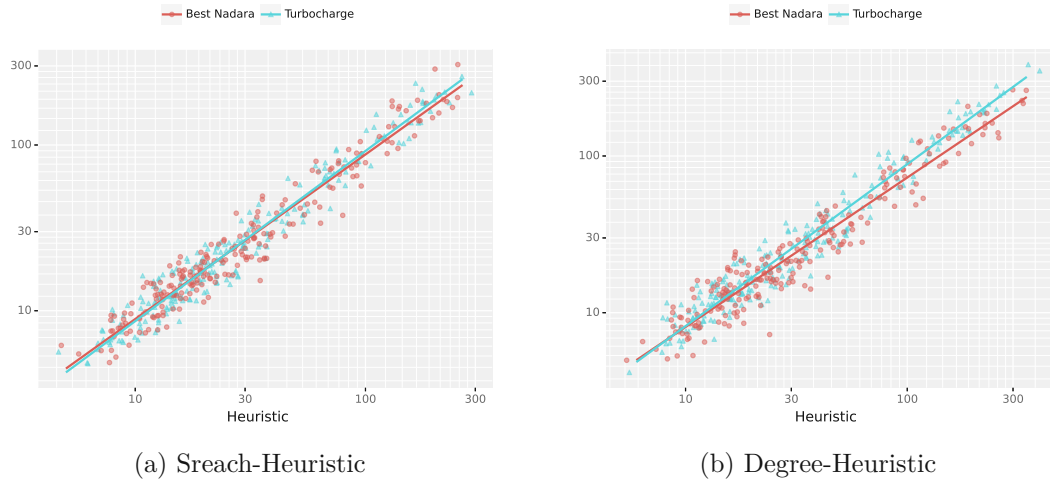 Best Nadara Turbocharge
300
100
30
10
10 30 100 300
Heuristic
(a) Sreach-Heuristic
Best Nadara Turbocharge
300
100
30
10
10 30 100 300
Heuristic
(b) Degree-Heuristic